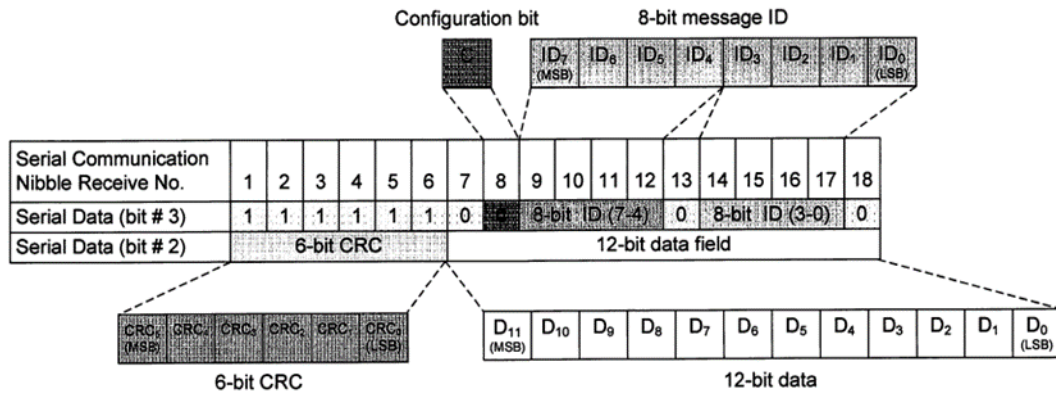 Configuration bit 8-bit message ID
C ID₇ ID₆ ID₅ ID₄ ID₃ ID₂ ID₁ ID₀
(MSB) (LSB)
Serial Communication
Nibble Receive No. 1 2 3 4 5 6 7 8 9 10 11 12 13 14 15 16 17 18
Serial Data (bit # 3) 1 1 1 1 1 1 0 8-bit ID (7-4) 0 8-bit ID (3-0) 0
Serial Data (bit # 2) 6-bit CRC 12-bit data field
CRC₅ CRC₄ CRC₃ CRC₂ CRC₁ CRC₀ D₁₁ D₁₀ D₉ D₈ D₇ D₆ D₅ D₄ D₃ D₂ D₁ D₀
(MSB) (LSB) (MSB) (LSB)
6-bit CRC 12-bit data